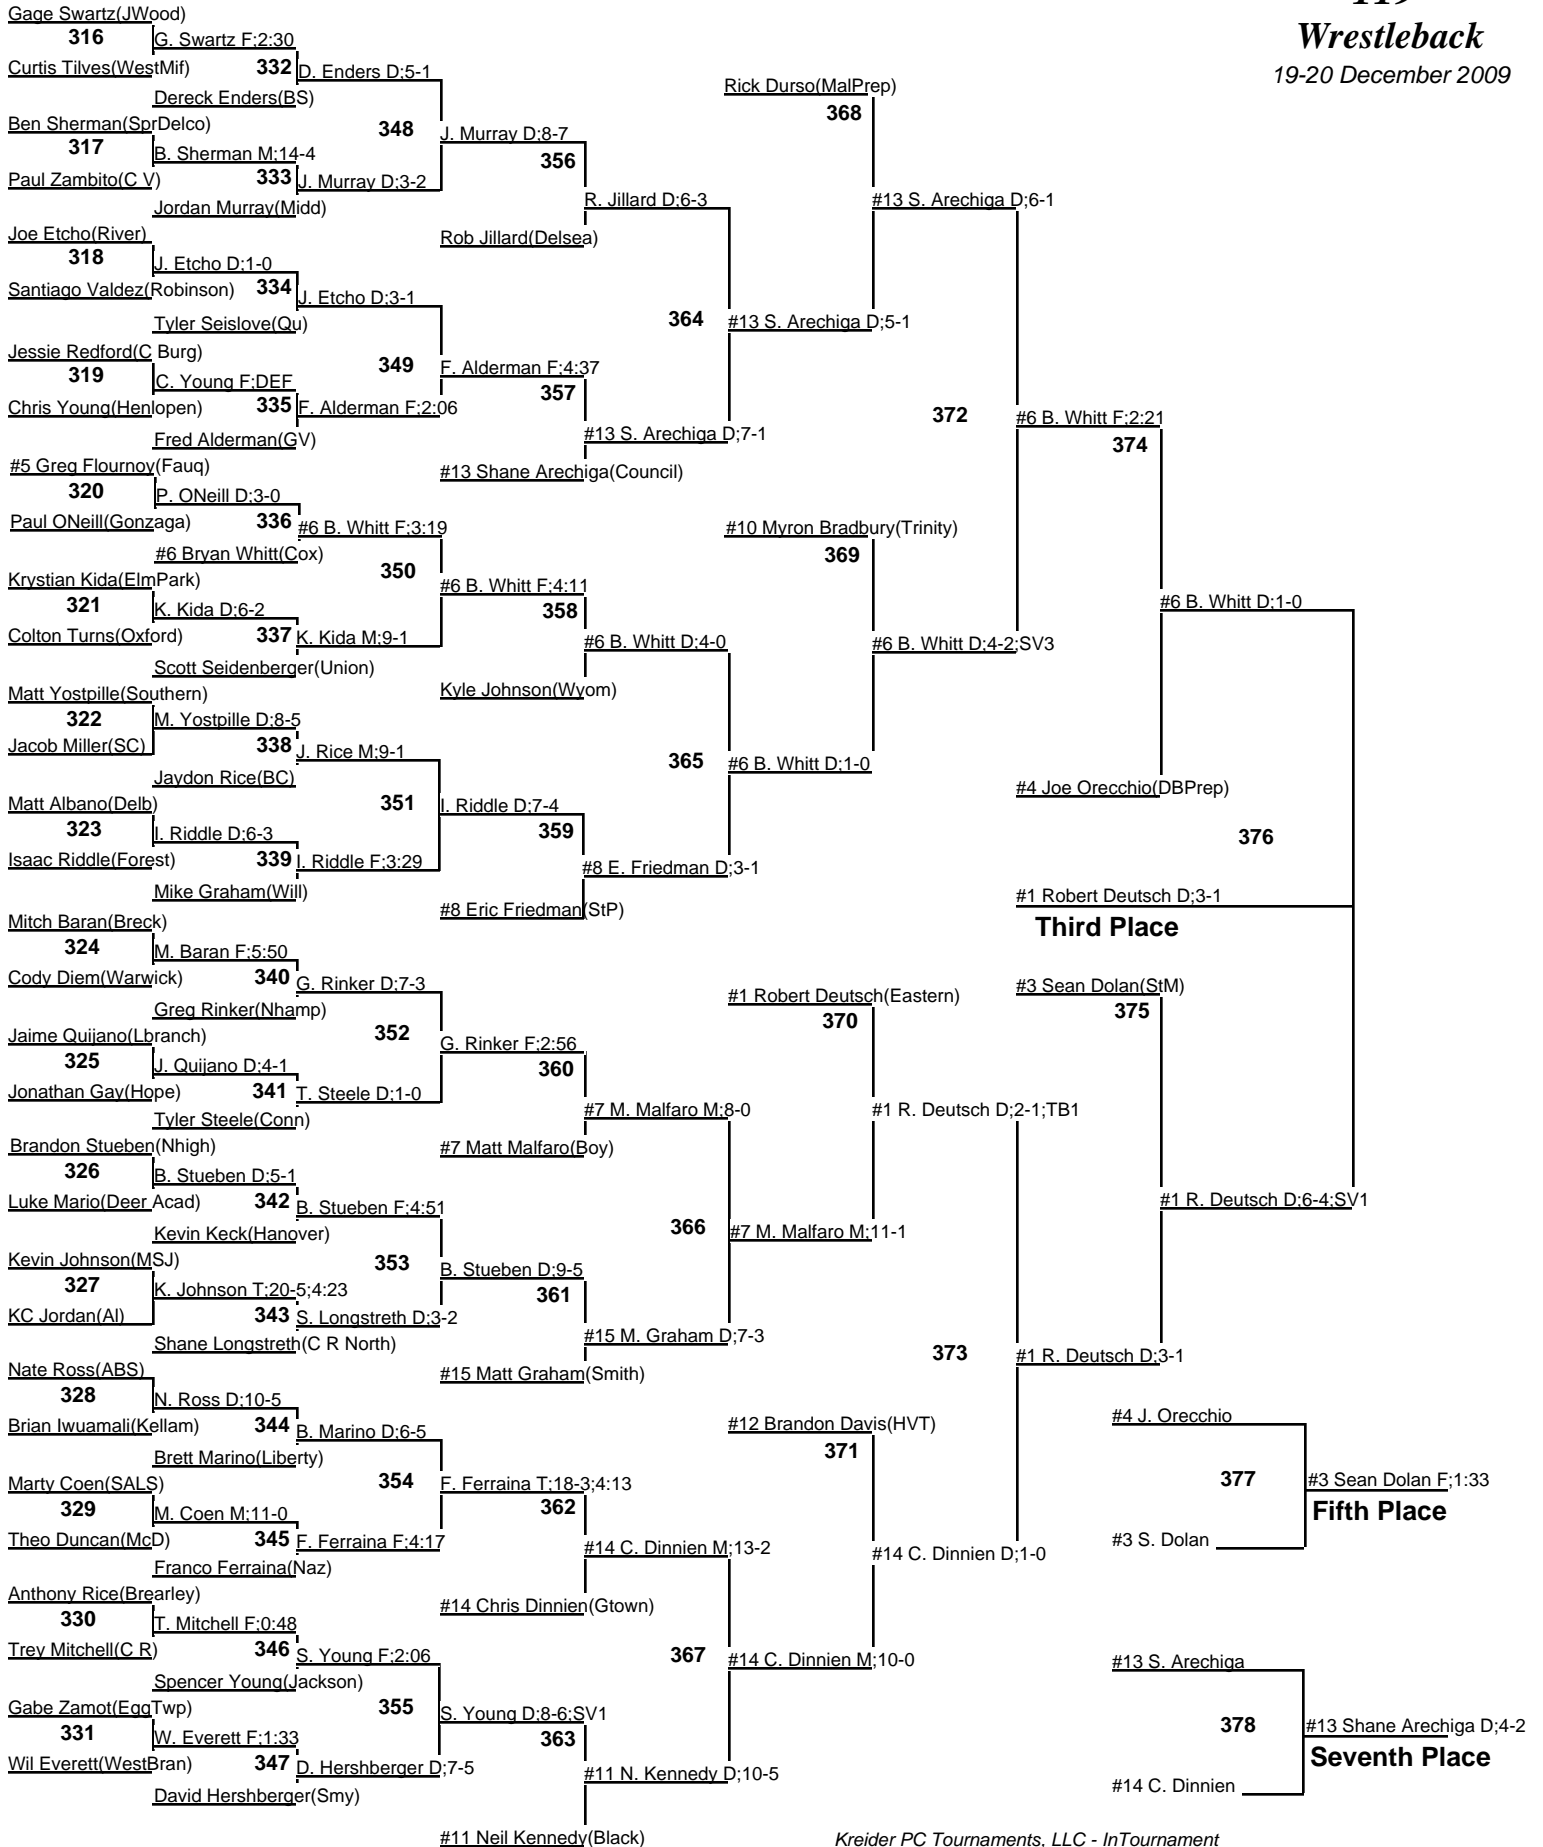 119
Wrestleback
19-20 December 2009
Gage Swartz(JWood)
316
G. Swartz F;2:30
Curtis Tilves(WestMif)
332
D. Enders D;5-1
Dereck Enders(BS)
Ben Sherman(SprDelco)
348
317
B. Sherman M;14-4
J. Murray D;8-7
356
Paul Zambito(C V)
333
J. Murray D;3-2
Jordan Murray(Midd)
R. Jillard D;6-3
Rob Jillard(Delsea)
Joe Etcho(River)
318
J. Etcho D;1-0
Santiago Valdez(Robinson)
334
J. Etcho D;3-1
Tyler Seislove(Qu)
Jessie Redford(C Burg)
349
319
C. Young F;DEF
F. Alderman F;4:37
357
Chris Young(Henlopen)
335
F. Alderman F;2:06
Fred Alderman(GV)
#13 S. Arechiga D;7-1
#13 Shane Arechiga(Council)
364
#13 S. Arechiga D;5-1
Rick Durso(MalPrep)
368
#13 S. Arechiga D;6-1
#5 Greg Flournoy(Fauq)
320
P. ONeill D;3-0
Paul ONeill(Gonzaga)
336
#6 B. Whitt F;3:19
#6 Bryan Whitt(Cox)
350
Krystian Kida(ElmPark)
#6 B. Whitt F;4:11
321
K. Kida D;6-2
358
Colton Turns(Oxford)
337
K. Kida M;9-1
#6 B. Whitt D;4-0
Scott Seidenberger(Union)
Kyle Johnson(Wyom)
Matt Yostpille(Southern)
322
M. Yostpille D;8-5
Jacob Miller(SC)
338
J. Rice M;9-1
Jaydon Rice(BC)
Matt Albano(Delb)
351
I. Riddle D;7-4
323
I. Riddle D;6-3
359
Isaac Riddle(Forest)
339
I. Riddle F;3:29
#8 E. Friedman D;3-1
Mike Graham(Will)
#8 Eric Friedman(StP)
365
#6 B. Whitt D;1-0
#10 Myron Bradbury(Trinity)
369
#6 B. Whitt D;4-2;SV3
372
#6 B. Whitt F;2:21
374
#6 B. Whitt D;1-0
#4 Joe Orecchio(DBPrep)
376
#1 Robert Deutsch D;3-1
Third Place
Mitch Baran(Breck)
324
M. Baran F;5:50
Cody Diem(Warwick)
340
G. Rinker D;7-3
Greg Rinker(Nhamp)
Jaime Quijano(Lbranch)
352
G. Rinker F;2:56
325
J. Quijano D;4-1
360
Jonathan Gay(Hope)
341
T. Steele D;1-0
#7 M. Malfaro M;8-0
Tyler Steele(Conn)
#7 Matt Malfaro(Boy)
Brandon Stueben(Nhigh)
326
B. Stueben D;5-1
Luke Mario(Deer Acad)
342
B. Stueben F;4:51
Kevin Keck(Hanover)
Kevin Johnson(MSJ)
353
B. Stueben D;9-5
327
K. Johnson T;20-5;4:23
361
KC Jordan(Al)
343
S. Longstreth D;3-2
#15 M. Graham D;7-3
Shane Longstreth(C R North)
#15 Matt Graham(Smith)
366
#7 M. Malfaro M;11-1
#1 Robert Deutsch(Eastern)
370
#1 R. Deutsch D;2-1;TB1
#3 Sean Dolan(StM)
375
#1 R. Deutsch D;6-4;SV1
373
#1 R. Deutsch D;3-1
Nate Ross(ABS)
328
N. Ross D;10-5
Brian Iwuamali(Kellam)
344
B. Marino D;6-5
Brett Marino(Liberty)
Marty Coen(SALS)
354
F. Ferraina T;18-3;4:13
329
M. Coen M;11-0
362
Theo Duncan(McD)
345
F. Ferraina F;4:17
#14 C. Dinnien M;13-2
Franco Ferraina(Naz)
#14 Chris Dinnien(Gtown)
Anthony Rice(Brearley)
330
T. Mitchell F;0:48
Trey Mitchell(C R)
346
S. Young F;2:06
Spencer Young(Jackson)
Gabe Zamot(EggTwp)
355
S. Young D;8-6;SV1
331
W. Everett F;1:33
363
Wil Everett(WestBran)
347
D. Hershberger D;7-5
#11 N. Kennedy D;10-5
David Hershberger(Smy)
#11 Neil Kennedy(Black)
367
#14 C. Dinnien M;10-0
#12 Brandon Davis(HVT)
371
#14 C. Dinnien D;1-0
#4 J. Orecchio
377
#3 Sean Dolan F;1:33
Fifth Place
#3 S. Dolan
#13 S. Arechiga
378
#13 Shane Arechiga D;4-2
Seventh Place
#14 C. Dinnien
Kreider PC Tournaments, LLC - InTournament